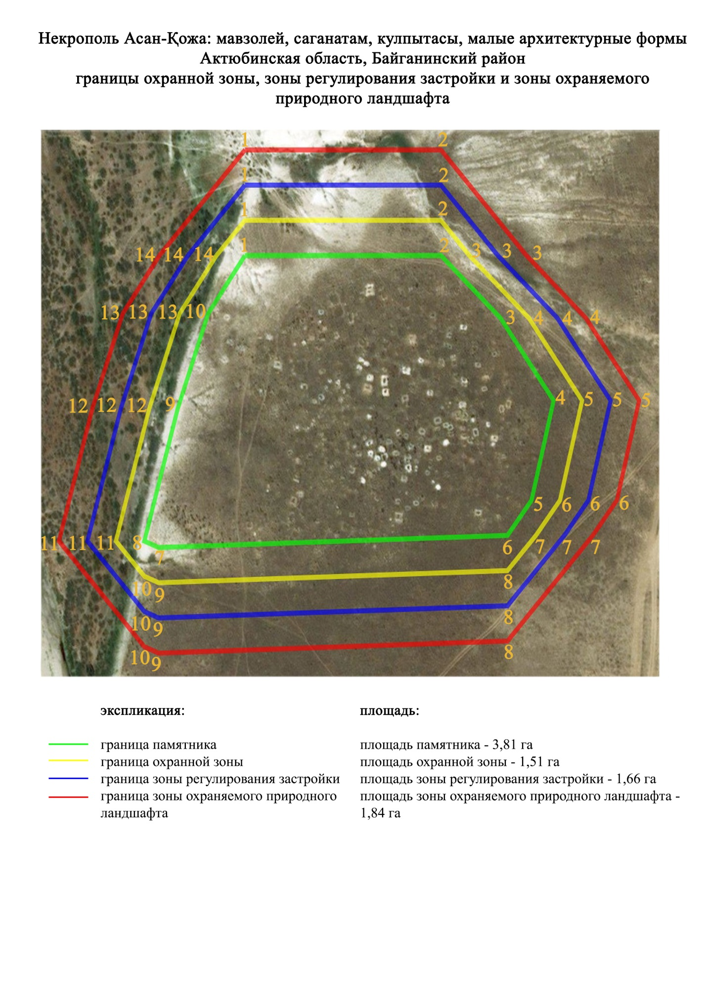 Некрополь Асан-Қожа: мавзолей, саганатам, кулпытасы, малые архитектурные формы
Актюбинская область, Байганинский район
границы охранной зоны, зоны регулирования застройки и зоны охраняемого
природного ландшафта
1 2
1 2
1 2
1 2 3 3 3
14 14 14
13 13 13 10 3 4 4 4
12 12 12 9 4 5 5 5
5 6 6 6
11 11 11 8 7 6 7 7 7
10 9 8
10 9 8
10 9 8
экспликация: площадь:
граница памятника площадь памятника - 3,81 га
граница охранной зоны площадь охранной зоны - 1,51 га
граница зоны регулирования застройки площадь зоны регулирования застройки - 1,66 га
граница зоны охраняемого природного площадь зоны охраняемого природного ландшафта -
ландшафта 1,84 га